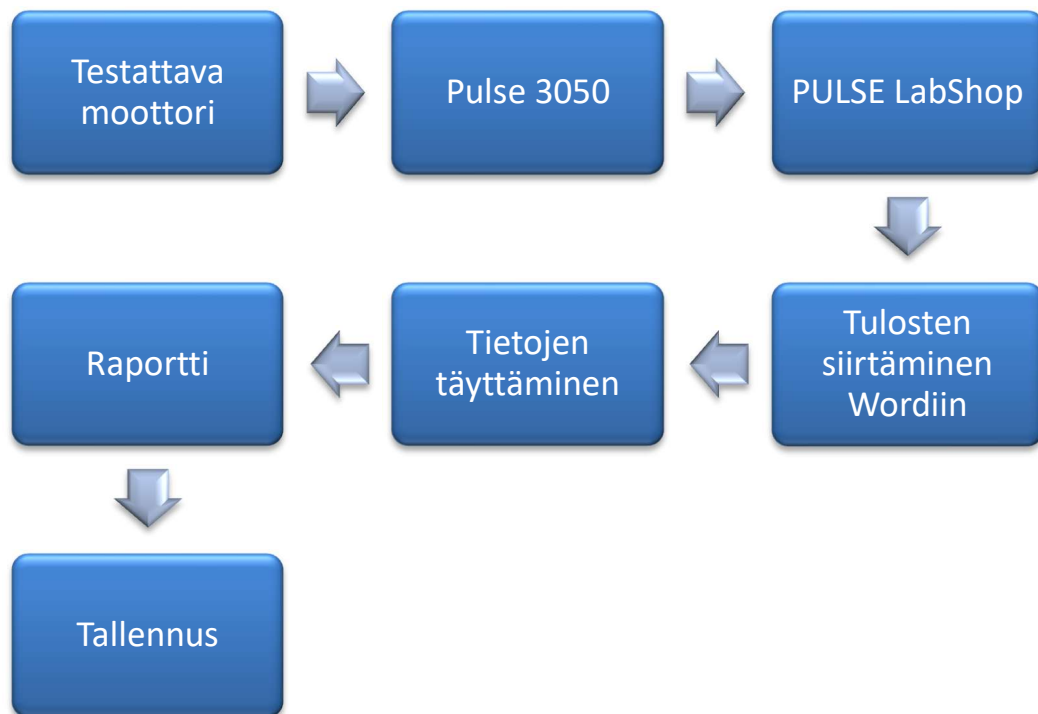 Testattava
moottori
Pulse 3050
PULSE LabShop
Tulosten
siirtäminen
Wordiin
Tietojen
täyttäminen
Raportti
Tallennus